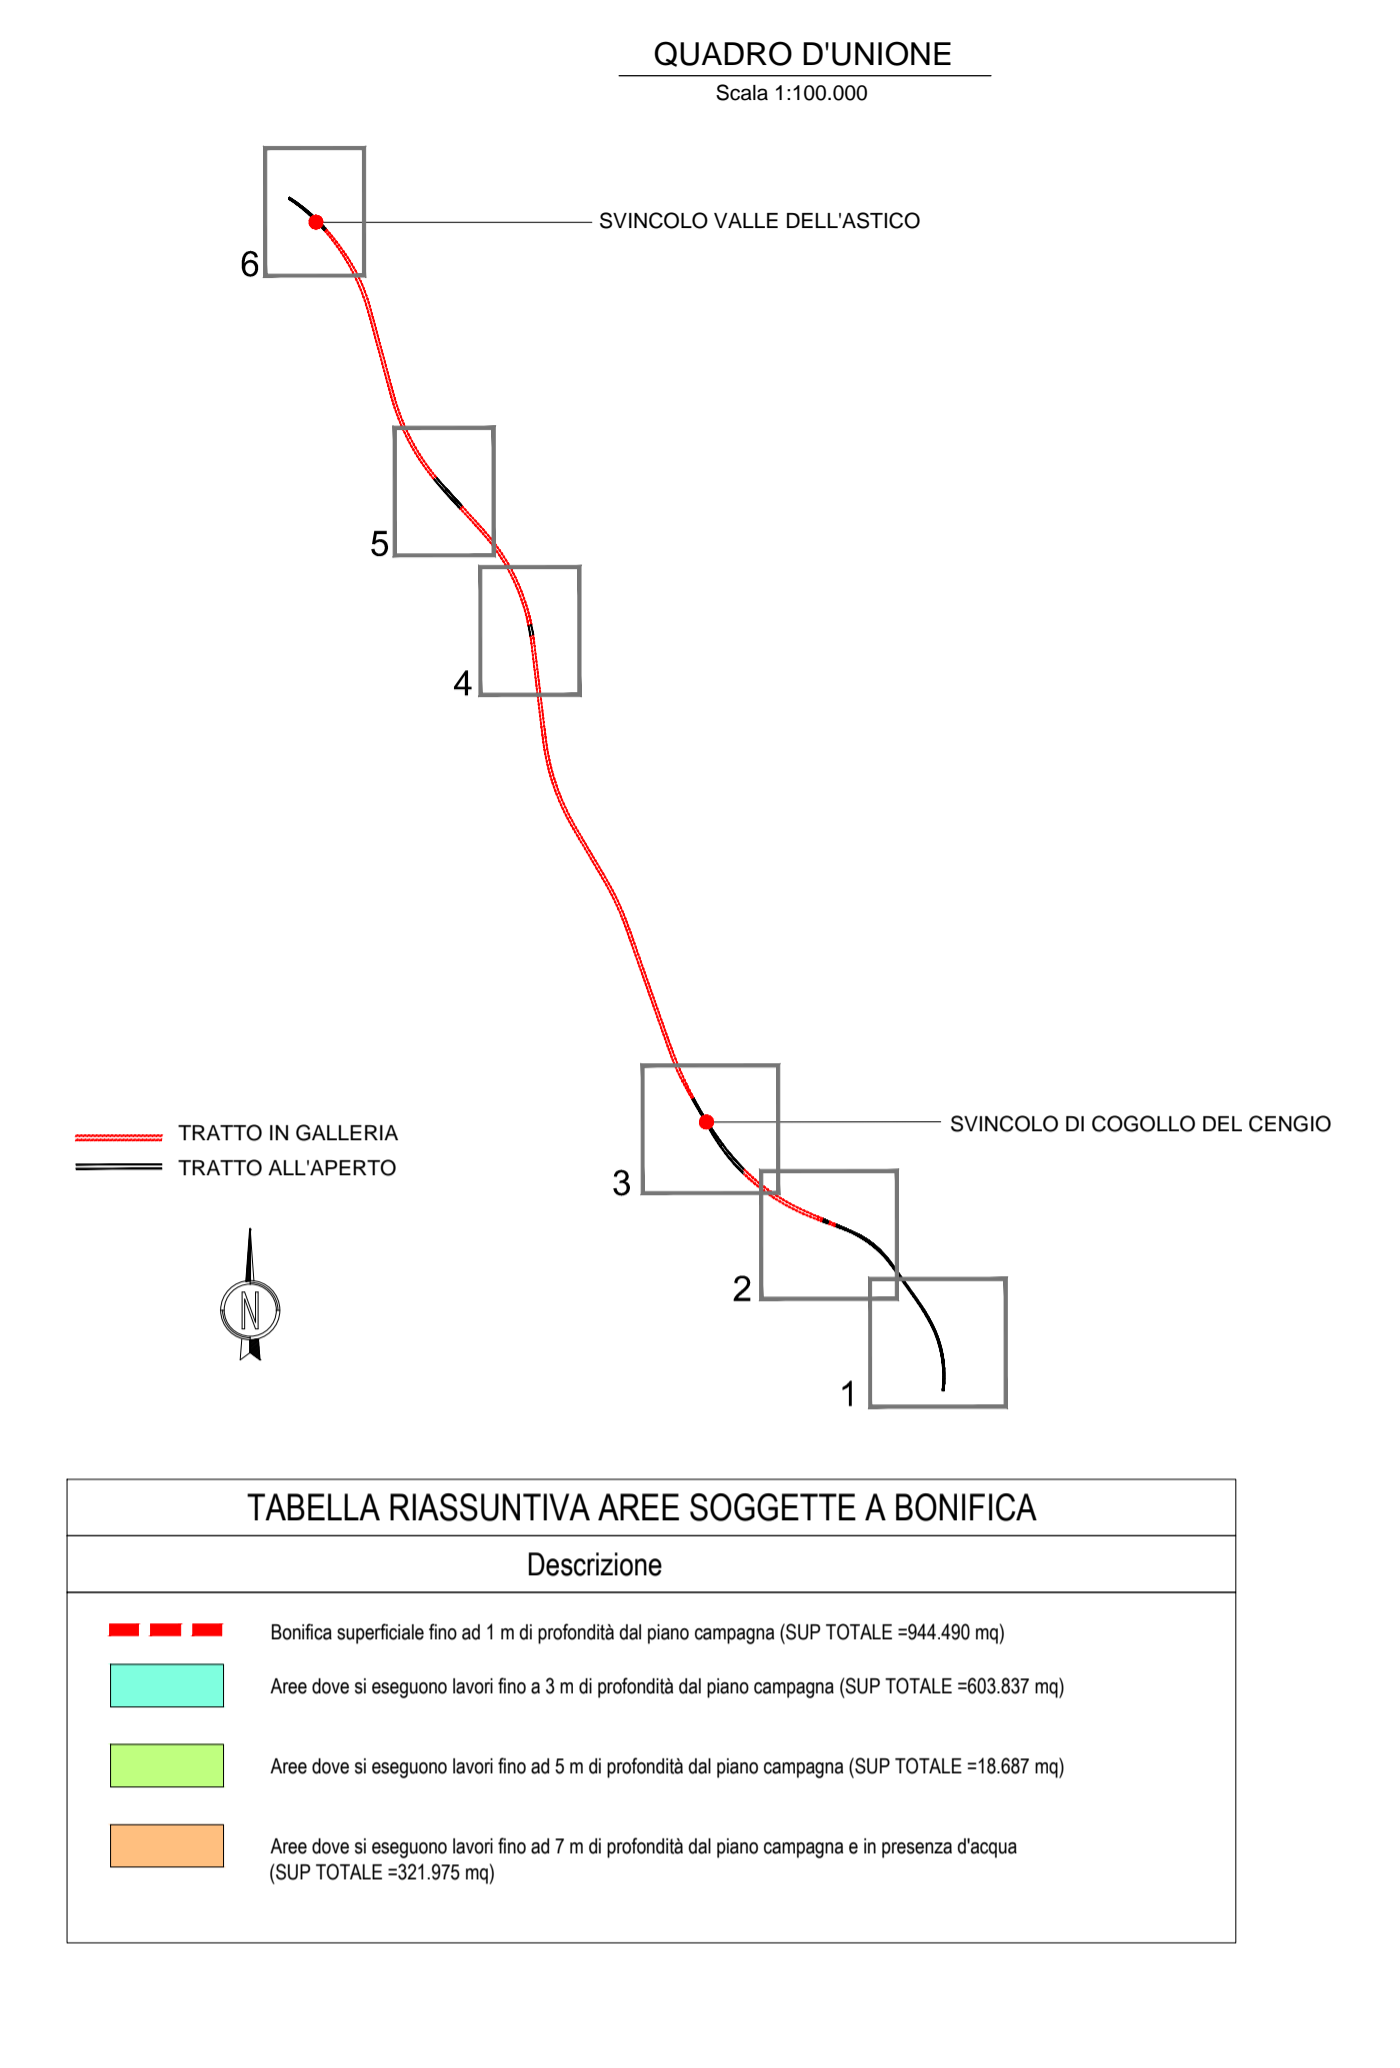 QUADRO D'UNIONE
Scala 1:100.000
SVINCOLO VALLE DELL'ASTICO
6
5
4
TRATTO IN GALLERIA
TRATTO ALL'APERTO
SVINCOLO DI COGOLLO DEL CENGIO
3
2
N
1
TABELLA RIASSUNTIVA AREE SOGGETTE A BONIFICA
Descrizione
Bonifica superficiale fino ad 1 m di profondità dal piano campagna (SUP TOTALE =944.490 mq)
Aree dove si eseguono lavori fino a 3 m di profondità dal piano campagna (SUP TOTALE =603.837 mq)
Aree dove si eseguono lavori fino ad 5 m di profondità dal piano campagna (SUP TOTALE =18.687 mq)
Aree dove si eseguono lavori fino ad 7 m di profondità dal piano campagna e in presenza d'acqua
(SUP TOTALE =321.975 mq)